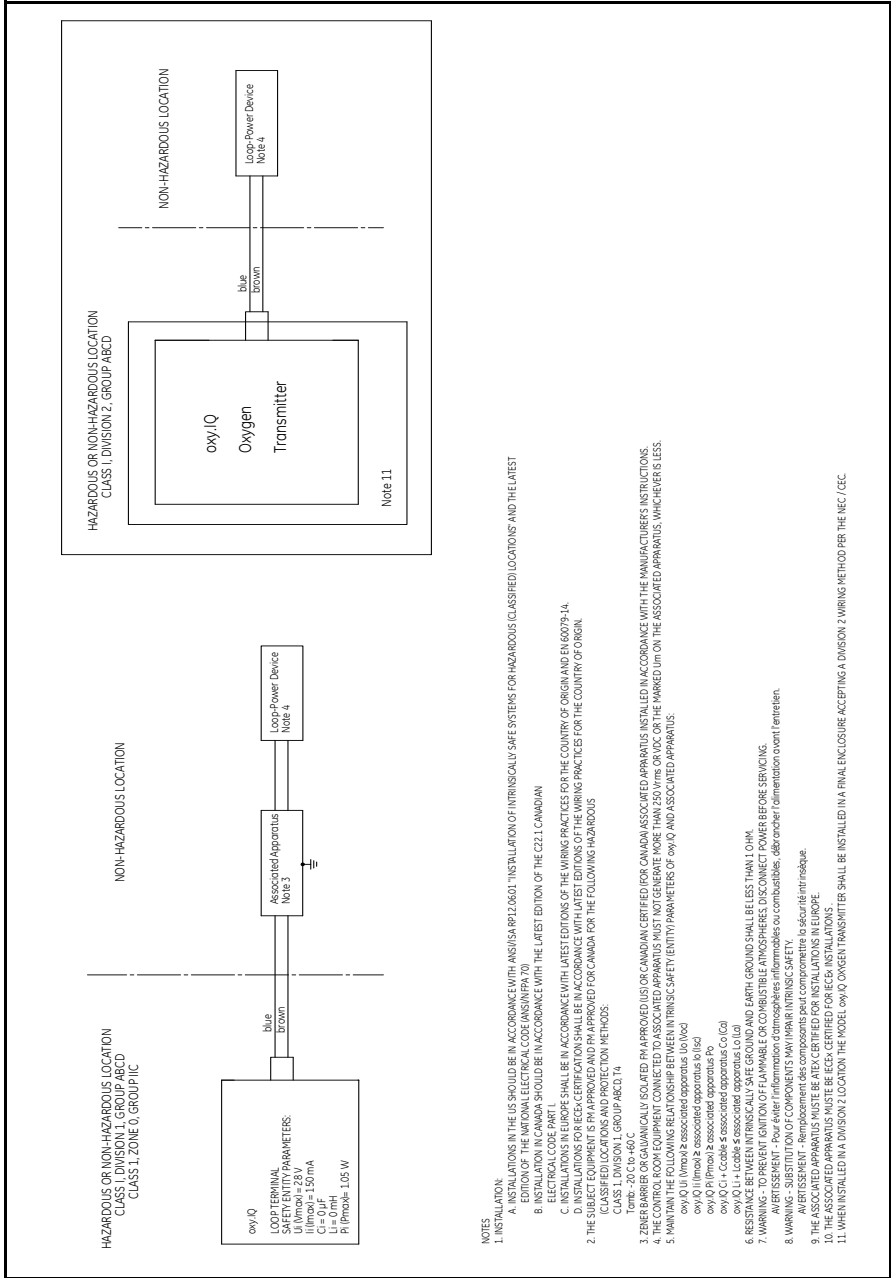 HAZARDOUS OR NON-HAZARDOUS LOCATION
CLASS I, DIVISION 1, GROUP ABCD
CLASS 1, ZONE 0, GROUP IIC
NON-HAZARDOUS LOCATION
oxy.IQ
LOOP TERMINAL
SAFETY ENTITY PARAMETERS:
Ui (Vmax)= 28 V
Ii (Imax)= 150 mA
Ci = 0 µF
Li = 0 mH
Pi (Pmax)= 1.05 W
blue
brown
Associated Apparatus
Note 3
Loop-Power Device
Note 4
HAZARDOUS OR NON-HAZARDOUS LOCATION
CLASS I, DIVISION 2, GROUP ABCD
NON-HAZARDOUS LOCATION
oxy.IQ
Oxygen
Transmitter
Note 11
blue
brown
Loop-Power Device
Note 4
NOTES
1. INSTALLATION:
A. INSTALLATIONS IN THE US SHOULD BE IN ACCORDANCE WITH ANSI/ISA RP12.06.01 "INSTALLATION OF INTRINSICALLY SAFE SYSTEMS FOR HAZARDOUS (CLASSIFIED) LOCATIONS" AND THE LATEST
EDITION OF THE NATIONAL ELECTRICAL CODE (ANSI/NFPA 70)
B. INSTALLATION IN CANADA SHOULD BE IN ACCORDANCE WITH THE LATEST EDITION OF THE C22.1 CANADIAN
ELECTRICAL CODE, PART I.
C. INSTALLATIONS IN EUROPE SHALL BE IN ACCORDANCE WITH LATEST EDITIONS OF THE WIRING PRACTICES FOR THE COUNTRY OF ORIGIN AND EN 60079-14.
D. INSTALLATIONS FOR IECEx CERTIFICATION SHALL BE IN ACCORDANCE WITH LATEST EDITIONS OF THE WIRING PRACTICES FOR THE COUNTRY OF ORIGIN.
2. THE SUBJECT EQUIPMENT IS FM APPROVED AND FM APPROVED FOR CANADA FOR THE FOLLOWING HAZARDOUS
(CLASSIFIED) LOCATIONS AND PROTECTION METHODS:
CLASS 1, DIVISION 1, GROUP ABCD, T4
Tamb: -20 C to +60 C
3. ZENER BARRIER OR GALVANICALLY ISOLATED FM APPROVED (US) OR CANADIAN CERTIFIED (FOR CANADA) ASSOCIATED APPARATUS INSTALLED IN ACCORDANCE WITH THE MANUFACTURER'S INSTRUCTIONS.
4. THE CONTROL ROOM EQUIPMENT CONNECTED TO ASSOCIATED APPARATUS MUST NOT GENERATE MORE THAN 250 Vrms OR VDC OR THE MARKED Um ON THE ASSOCIATED APPARATUS, WHICHEVER IS LESS.
5. MAINTAIN THE FOLLOWING RELATIONSHIP BETWEEN INTRINSIC SAFETY (ENTITY) PARAMETERS OF oxy.IQ AND ASSOCIATED APPARATUS:
oxy.IQ Ui (Vmax) ≥ associated apparatus Uo (Voc)
oxy.IQ Ii (Imax) ≥ associated apparatus Io (Isc)
oxy.IQ Pi (Pmax) ≥ associated apparatus Po
oxy.IQ Ci + Ccable ≤ associated apparatus Co (Ca)
oxy.IQ Li + Lcable ≤ associated apparatus Lo (La)
6. RESISTANCE BETWEEN INTRINSICALLY SAFE GROUND AND EARTH GROUND SHALL BE LESS THAN 1 OHM.
7. WARNING - TO PREVENT IGNITION OF FLAMMABLE OR COMBUSTIBLE ATMOSPHERES, DISCONNECT POWER BEFORE SERVICING.
AVERTISSEMENT - Pour éviter l'inflammation d'atmosphères inflammables ou combustibles, débrancher l'alimentation avant l'entretien.
8. WARNING - SUBSTITUTION OF COMPONENTS MAY IMPAIR INTRINSIC SAFETY.
AVERTISSEMENT - Remplacement des composants peut compromettre la sécurité intrinsèque.
9. THE ASSOCIATED APPARATUS MUST BE ATEX CERTIFIED FOR INSTALLATIONS IN EUROPE.
10. THE ASSOCIATED APPARATUS MUSTE BE IECEx CERTIFIED FOR IECEx INSTALLATIONS.
11. WHEN INSTALLED IN A DIVISION 2 LOCATION, THE MODEL oxy.IQ OXYGEN TRANSMITTER SHALL BE INSTALLED IN A FINAL ENCLOSURE ACCEPTING A DIVISION 2 WIRING METHOD PER THE NEC / CEC.